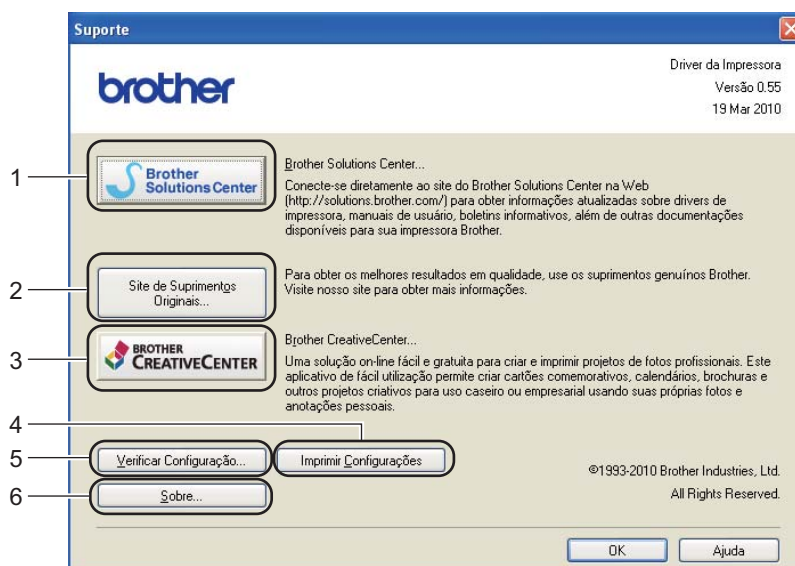 Suporte
brother
Driver da Impressora
Versão 0.55
19 Mar 2010
1
Brother
Solutions Center
Brother Solutions Center...
Conecte-se diretamente ao site do Brother Solutions Center na Web
(http://solutions.brother.com/) para obter informações atualizadas sobre drivers de
impressora, manuais de usuário, boletins informativos, além de outras documentações
disponíveis para sua impressora Brother.
2
Site de Suprimentos
Originais...
Para obter os melhores resultados em qualidade, use os suprimentos genuínos Brother.
Visite nosso site para obter mais informações.
3
BROTHER
CREATIVECENTER
Brother CreativeCenter...
Uma solução on-line fácil e gratuita para criar e imprimir projetos de fotos profissionais. Este
aplicativo de fácil utilização permite criar cartões comemorativos, calendários, brochuras e
outros projetos criativos para uso caseiro ou empresarial usando suas próprias fotos e
anotações pessoais.
4
5
Verificar Configuração...
Imprimir Configurações
©1993-2010 Brother Industries, Ltd.
6
Sobre...
All Rights Reserved.
OK
Ajuda